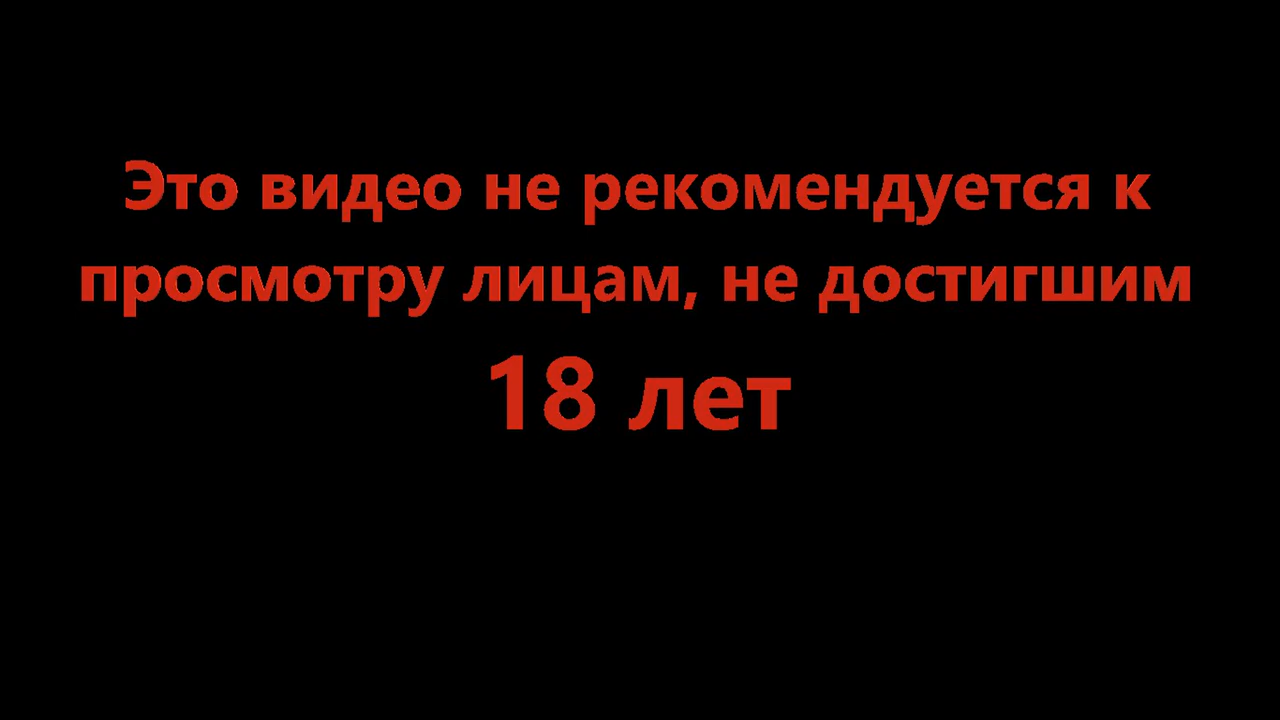 Это видео не рекомендуется к
просмотру лицам, не достигшим
18 лет